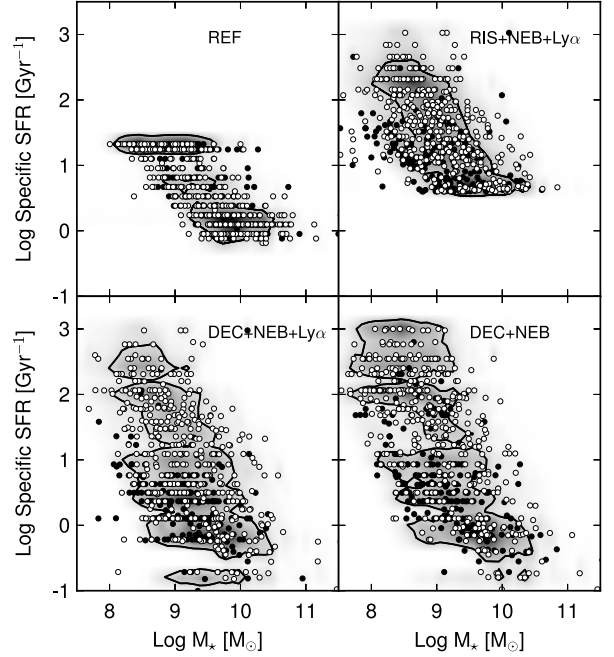 REF
RIS+NEB+Lyα
3
2
1
0
-1
Log Specific SFR [Gyr⁻¹]
DEC+NEB+Lyα
DEC+NEB
3
2
1
0
-1
Log Specific SFR [Gyr⁻¹]
8 9 10 11
8 9 10 11
Log M⋆ [M⊙]
Log M⋆ [M⊙]